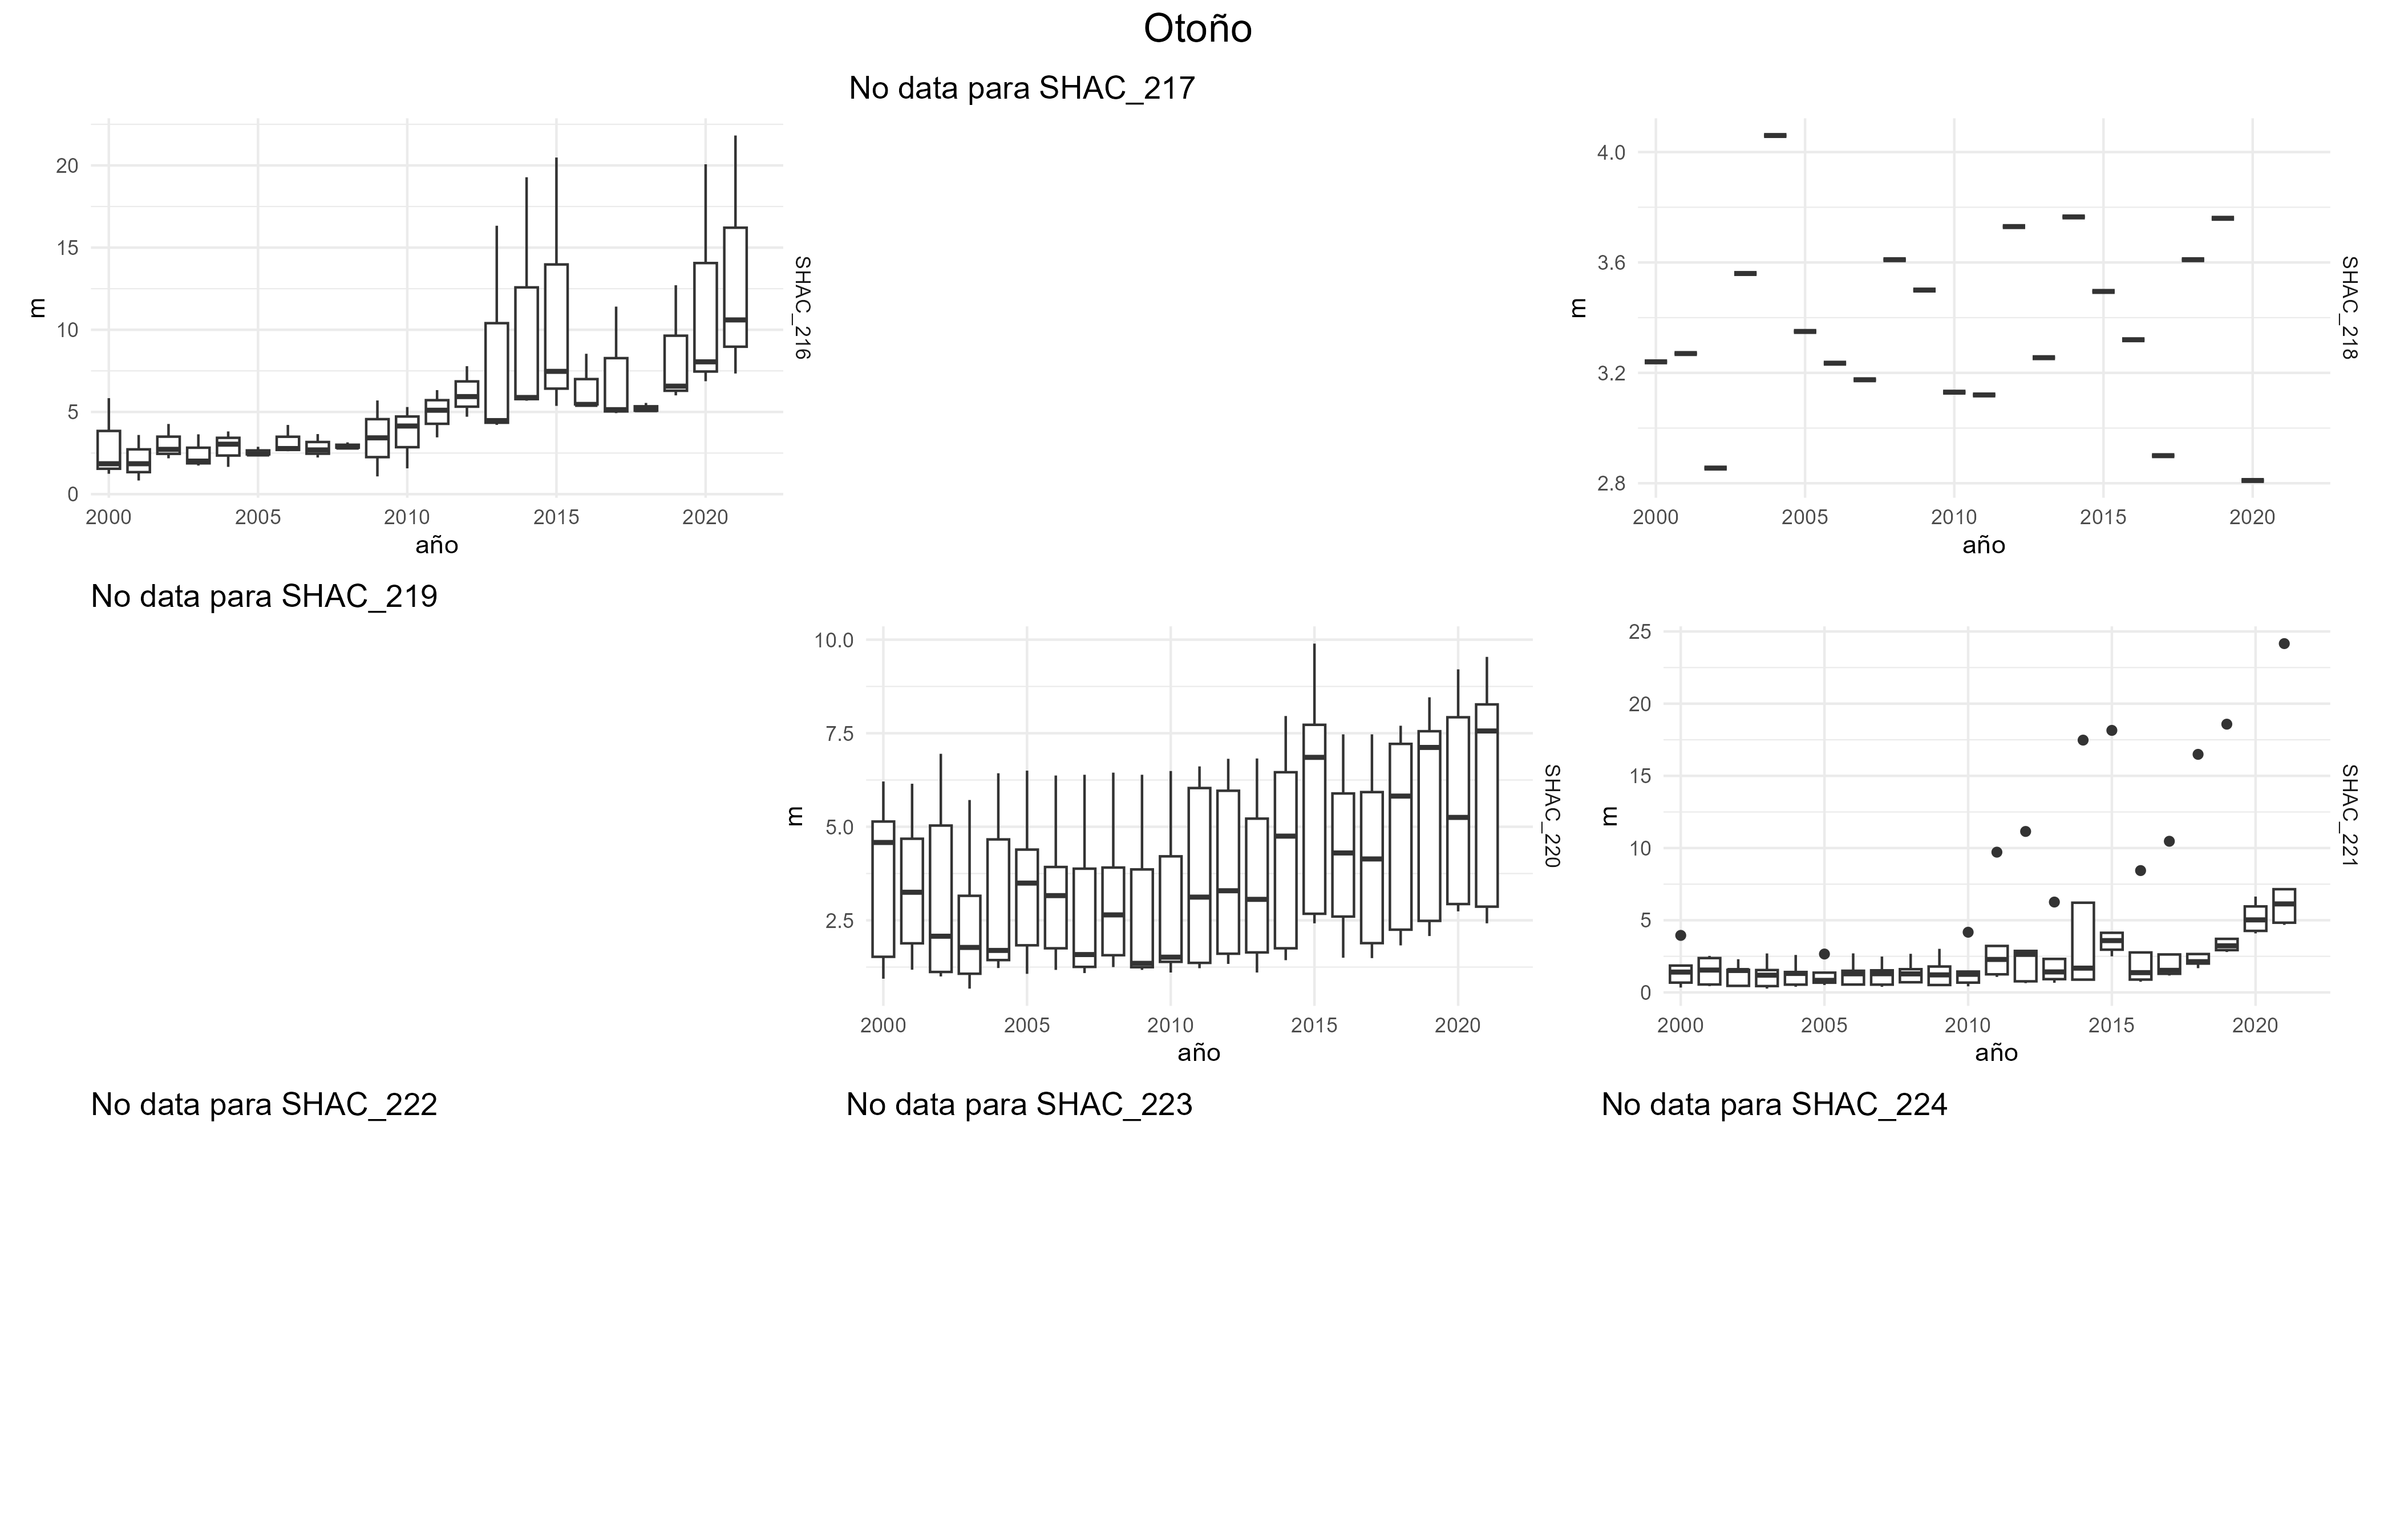 Otoño
No data para SHAC_217
20
15
10
5
0
m
2000 2005 2010 2015 2020
año
SHAC_216
4.0
3.6
3.2
2.8
m
2000 2005 2010 2015 2020
año
SHAC_218
No data para SHAC_219
10.0
7.5
5.0
2.5
m
2000 2005 2010 2015 2020
año
SHAC_220
25
20
15
10
5
0
m
2000 2005 2010 2015 2020
año
SHAC_221
No data para SHAC_222
No data para SHAC_223
No data para SHAC_224